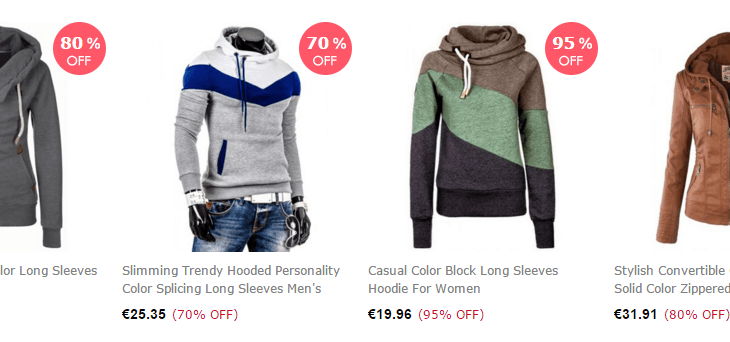 80 %
OFF
70 %
OFF
95 %
OFF
lor Long Sleeves
Slimming Trendy Hooded Personality
Color Splicing Long Sleeves Men's
€25.35 (70% OFF)
Casual Color Block Long Sleeves
Hoodie For Women
€19.96 (95% OFF)
Stylish Convertible
Solid Color Zippered
€31.91 (80% OFF)